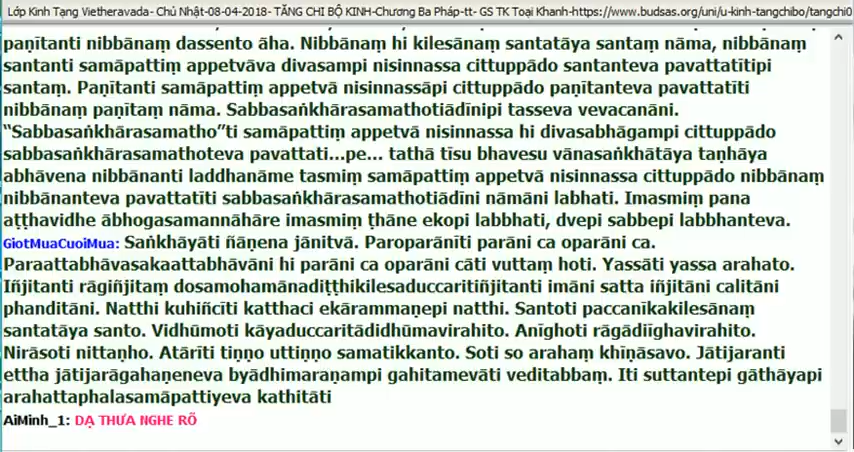 Lớp Kinh Tạng Vietheravada- Chủ Nhật-08-04-2018- TĂNG CHI BỘ KINH-Chương Ba Pháp-tt- GS TK Toại Khanh-https://www.budsas.org/uni/u-kinh-tangchibo/tangchi0
paṇītanti nibbānaṃ dassento āha. Nibbānaṃ hi kilesānaṃ santatāya santaṃ nāma, nibbānaṃ
santanti samāpattiṃ appetvāva divasampi nisinnassa cittuppādo santanteva pavattatītipi
santaṃ. Paṇītanti samāpattiṃ appetvā nisinnassāpi cittuppādo paṇītanteva pavattatīti
nibbānaṃ paṇītaṃ nāma. Sabbasaṅkhārasamathotiādīnipi tasseva vevacanāni.
“Sabbasaṅkhārasamatho”ti samāpattiṃ appetvā nisinnassa hi divasabhāgampi cittuppādo
sabbasaṅkhārasamathoteva pavattati...pe... tathā tīsu bhavesu vānasaṅkhātāya taṇhāya
abhāvena nibbānanti laddhanāme tasmiṃ samāpattiṃ appetvā nisinnassa cittuppādo nibbānaṃ
nibbānanteva pavattatīti sabbasaṅkhārasamathotiādīni nāmāni labhati. Imasmiṃ pana
aṭṭhavidhe ābhogasamannāhāre imasmiṃ ṭhāne ekopi labbhati, dvepi sabbepi labbhanteva.
GiotMuaCuoiMua: Saṅkhāyāti ñāṇena jānitvā. Paroparānīti parāni ca oparāni ca.
Paraattabhāvasakaattabhāvāni hi parāni ca oparāni cāti vuttaṃ hoti. Yassāti yassa arahato.
Iñjitanti rāgiñjitaṃ dosamohamānadiṭṭhikilesaduccaritiñjitanti imāni satta iñjitāni calitāni
phanditāni. Natthi kuhiñcīti katthaci ekārammaṇepi natthi. Santoti paccanīkakilesānaṃ
santatāya santo. Vidhūmoti kāyaduccaritādidhūmavirahito. Anīghoti rāgādiīghavirahito.
Nirāsoti nittaṇho. Atārīti tiṇṇo uttiṇṇo samatikkanto. Soti so arahaṃ khīṇāsavo. Jātijaranti
ettha jātijarāgahaṇeneva byādhimaraṇampi gahitamevāti veditabbaṃ. Iti suttantepi gāthāyapi
arahattaphalasamāpattiyeva kathitāti
AiMinh_1: DẠ THƯA NGHE RÕ